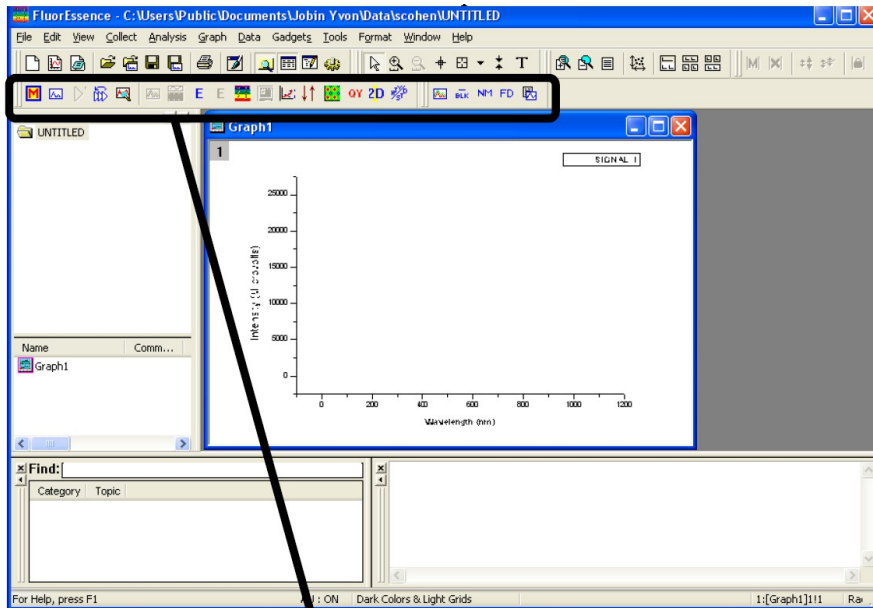 FluorEssence - C:\Users\Public\Documents\Jobin Yvon\Data\scohen\UNTITLED
File Edit View Collect Analysis Graph Data Gadgets Tools Format Window Help
T M
M E E QY 2D BLK NM FD
UNTITLED
Graph1
1
SIGNAL 1
25000
20000
15000
10000
5000
0
Intensity (Microvolts)
0 200 400 600 800 1000 1200
Wavelength (nm)
Name Comm...
Graph1
Find:
Category Topic
For Help, press F1
: ON Dark Colors & Light Grids
1:[Graph1]1!1